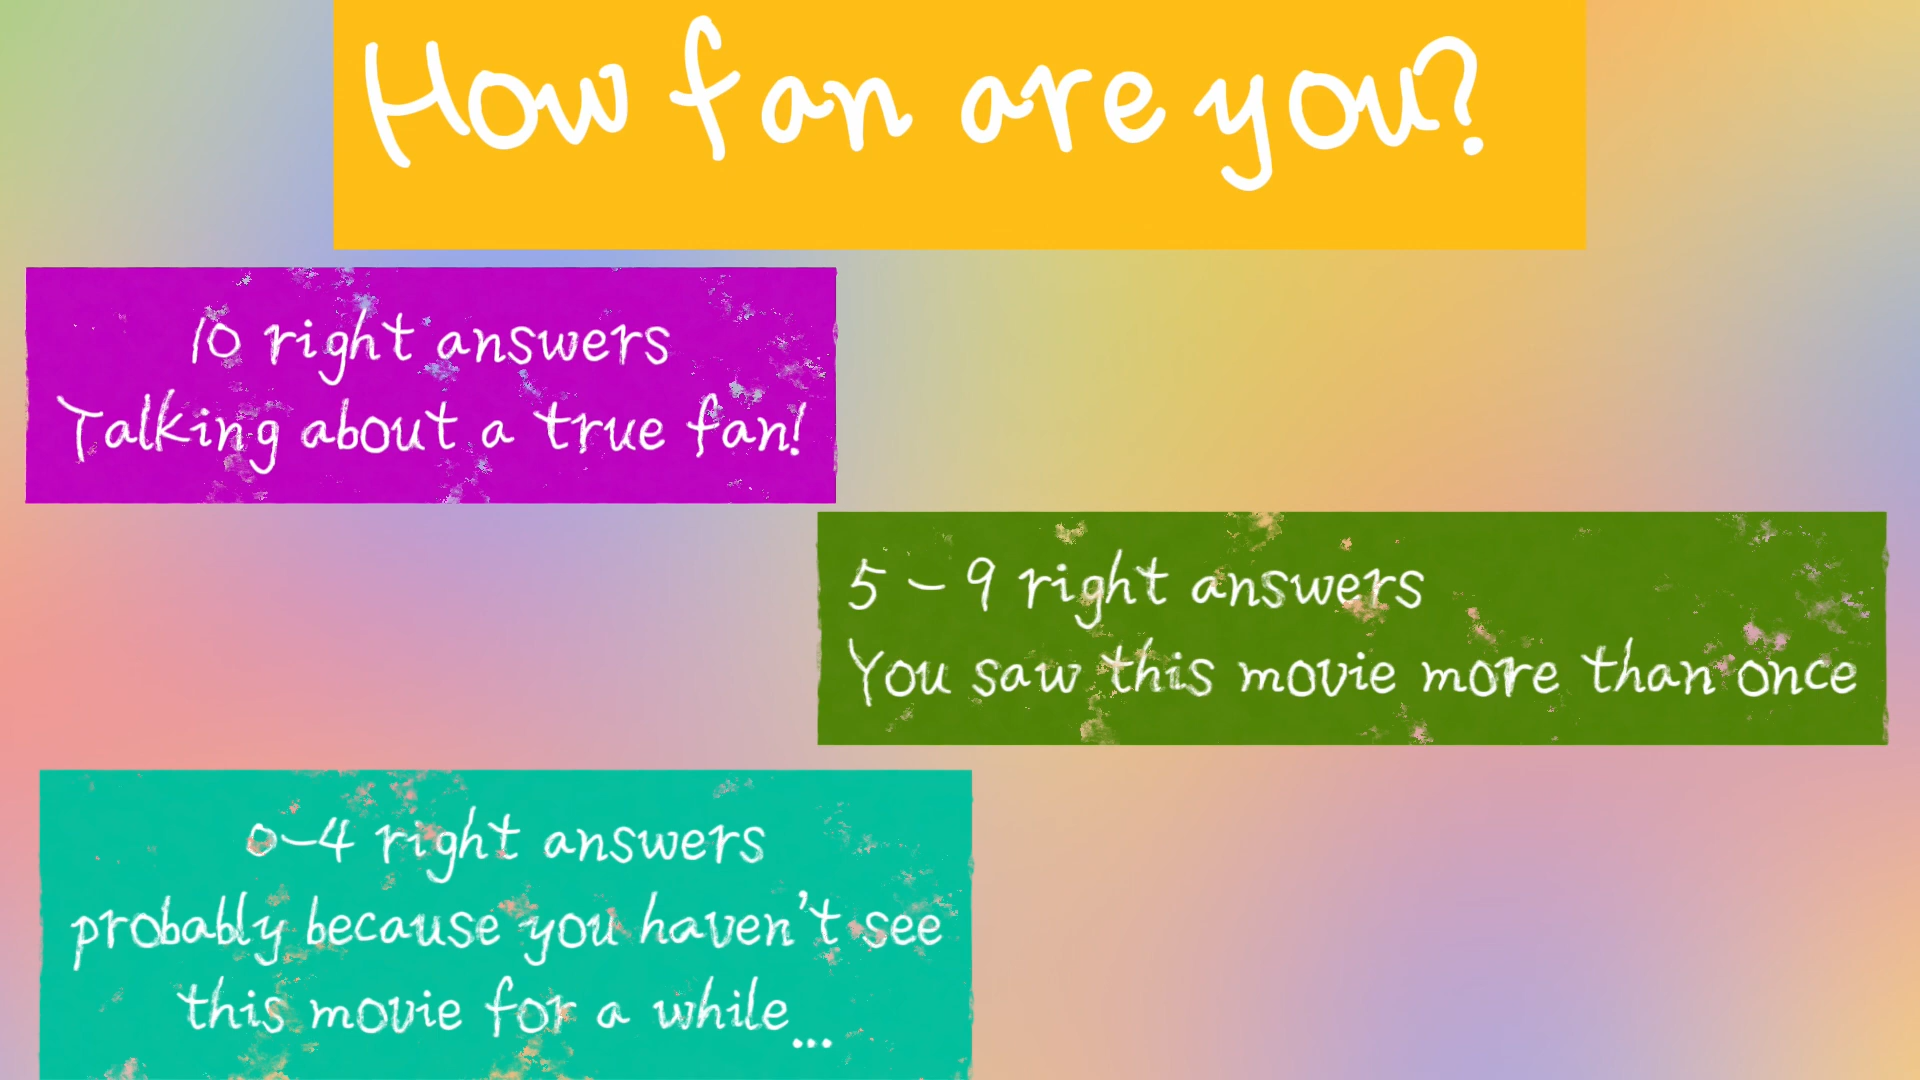 How fan are you?
10 right answers
Talking about a true fan!
5 - 9 right answers
You saw this movie more than once
0-4 right answers
probably because you haven't see
this movie for a while...